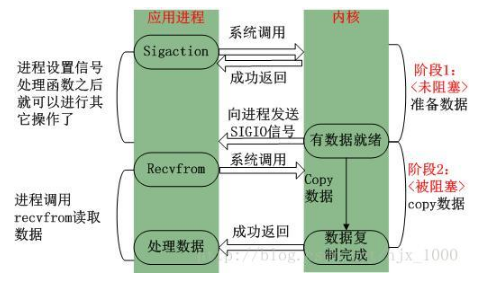 应用进程
内核
系统调用
Sigaction
成功返回
进程设置信号
处理函数之后
就可以进行其
它操作了
阶段1：
<未阻塞>
准备数据
向进程发送
SIGIO信号
有数据就绪
Recvfrom
系统调用
Copy
数据
阶段2：
<被阻塞>
copy数据
进程调用
recvfrom读取
数据
成功返回
处理数据
数据复
制完成